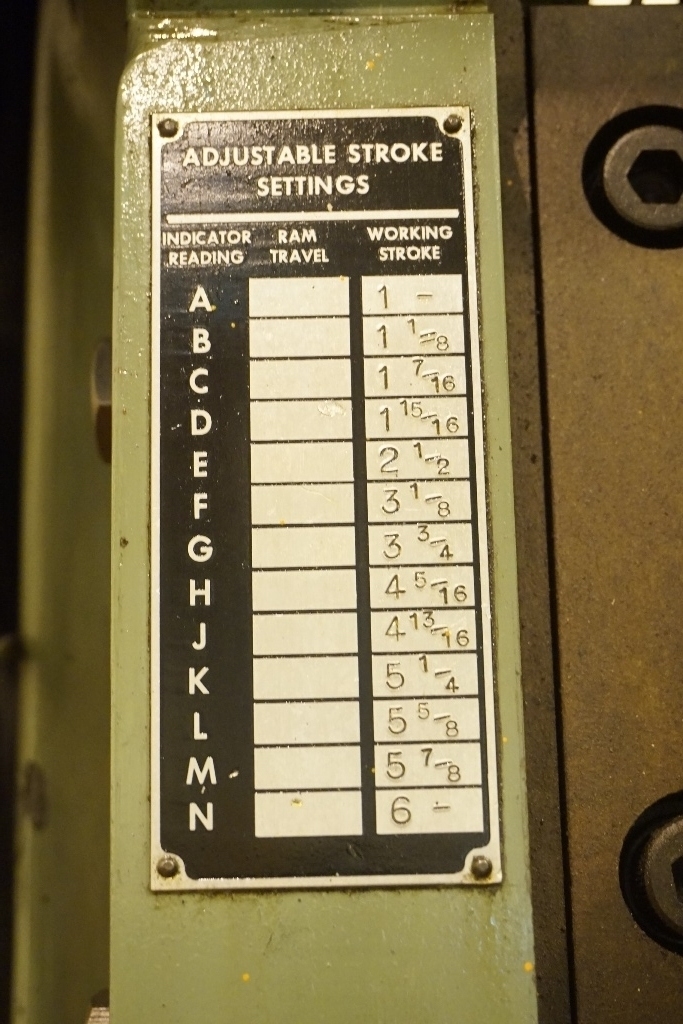 ADJUSTABLE STROKE
SETTINGS
INDICATOR READING RAM TRAVEL WORKING STROKE
A 1 -
B 1 1-8
C 1 7-16
D 1 15-16
E 2 1-2
F 3 1-8
G 3 3-4
H 4 5-16
J 4 13-16
K 5 1-4
L 5 5-8
M 5 7-8
N 6 -